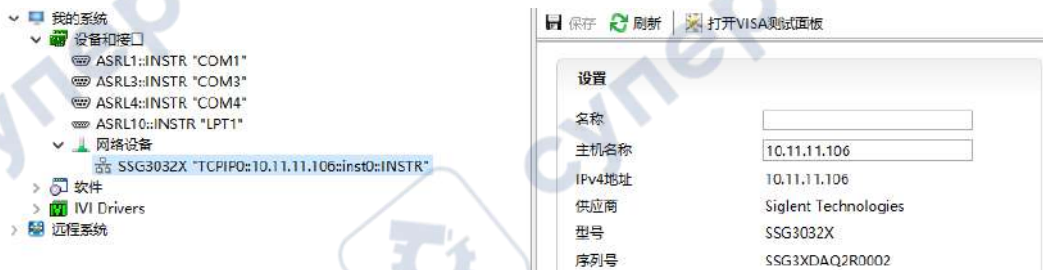 我的系统
设备和接口
ASRL1::INSTR "COM1"
ASRL3::INSTR "COM3"
ASRL4::INSTR "COM4"
ASRL10::INSTR "LPT1"
网络设备
SSG3032X "TCPIP0::10.11.11.106::inst0::INSTR"
软件
IVI Drivers
远程系统
保存 刷新 打开VISA测试面板
设置
名称
主机名称 10.11.11.106
IPv4地址 10.11.11.106
供应商 Siglent Technologies
型号 SSG3032X
序列号 SSG3XDAQ2R0002